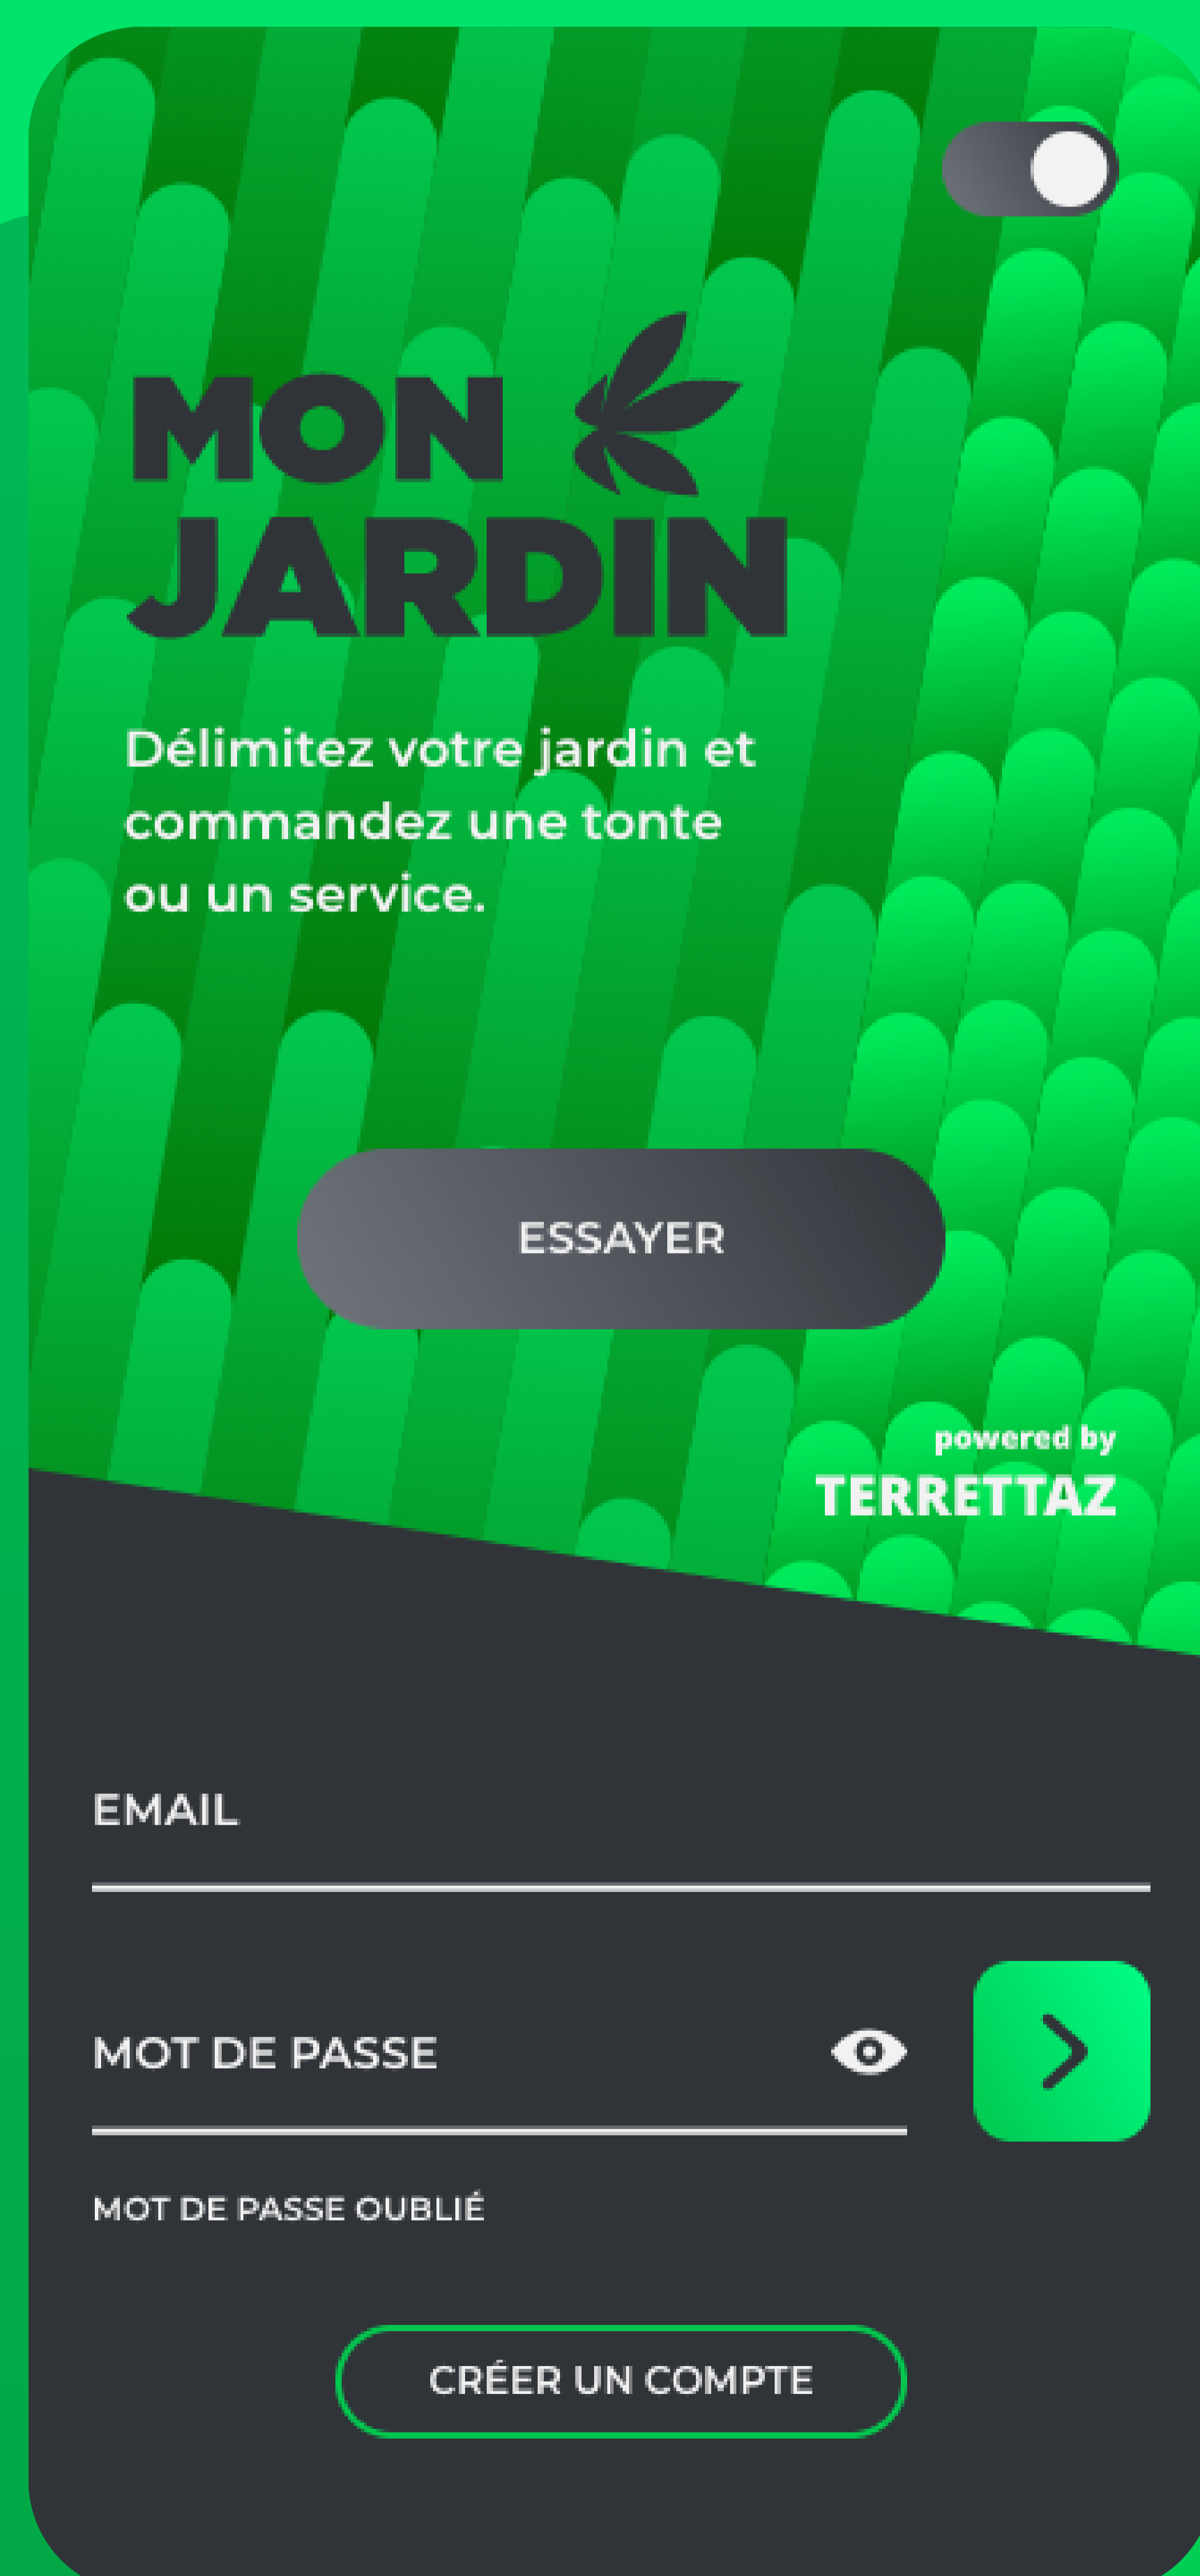 MON
JARDIN
Délimitez votre jardin et
commandez une tonte
ou un service.
ESSAYER
powered by
TERRETTAZ
EMAIL
MOT DE PASSE
MOT DE PASSE OUBLIÉ
CRÉER UN COMPTE